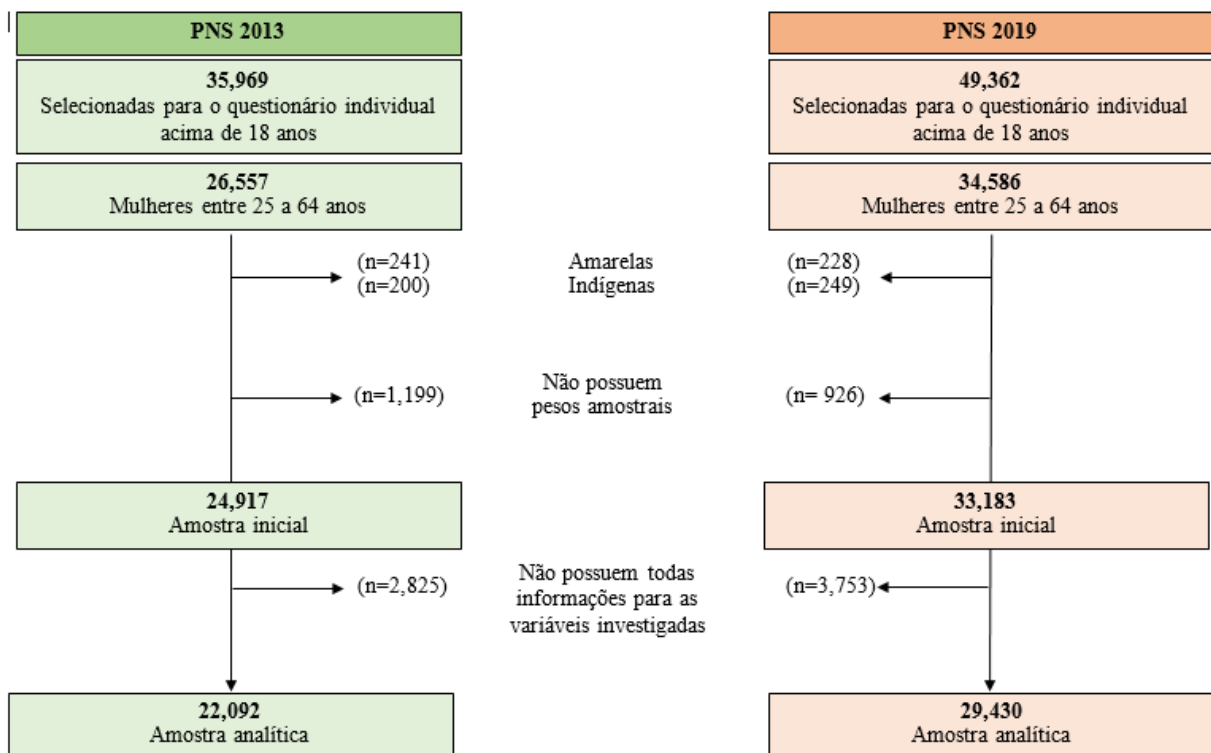 PNS 2013
35,969
Selecionadas para o questionário individual
acima de 18 anos
26,557
Mulheres entre 25 a 64 anos
PNS 2019
49,362
Selecionadas para o questionário individual
acima de 18 anos
34,586
Mulheres entre 25 a 64 anos
(n=241) Amarelas (n=228)
(n=200) Indígenas (n=249)
(n=1,199)
Não possuem
pesos amostrais
(n= 926)
24,917
Amostra inicial
33,183
Amostra inicial
(n=2,825)
Não possuem todas
informações para as
variáveis investigadas
(n=3,753)
22,092
Amostra analítica
29,430
Amostra analítica